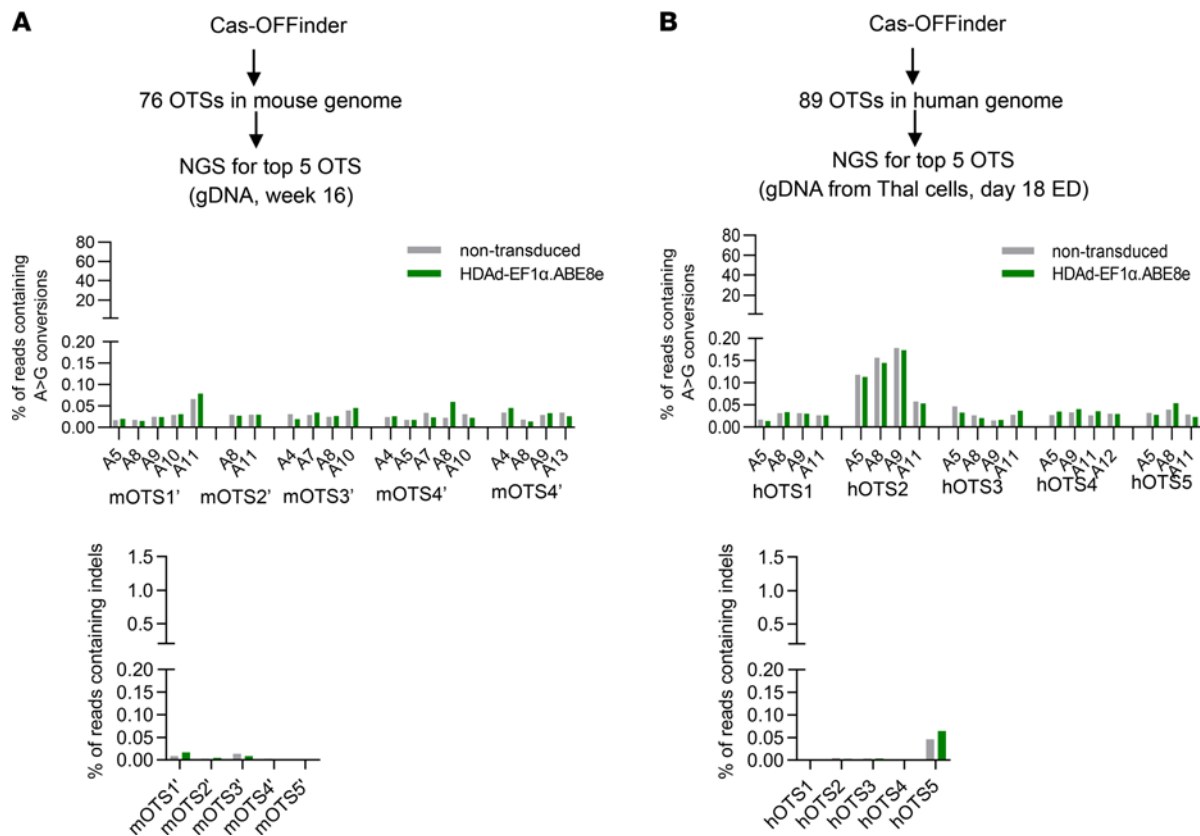 A
Cas-OFFinder
76 OTSs in mouse genome
NGS for top 5 OTS
(gDNA, week 16)
% of reads containing
A>G conversions
80
60
40
20
0.20
0.15
0.10
0.05
0.00
non-transduced
HDAd-EF1α.ABE8e
A5 A8 A9 A10 A11 A8 A11 A4 A7 A8 A10 A4 A5 A7 A8 A10 A4 A8 A9 A13
mOTS1’ mOTS2’ mOTS3’ mOTS4’ mOTS4’
% of reads containing indels
1.5
1.0
0.5
0.20
0.15
0.10
0.05
0.00
mOTS1’ mOTS2’ mOTS3’ mOTS4’ mOTS5’
B
Cas-OFFinder
89 OTSs in human genome
NGS for top 5 OTS
(gDNA from Thal cells, day 18 ED)
% of reads containing
A>G conversions
80
60
40
20
0.20
0.15
0.10
0.05
0.00
non-transduced
HDAd-EF1α.ABE8e
A5 A8 A9 A11 A5 A8 A9 A11 A5 A8 A9 A11 A5 A9 A11 A12 A5 A8 A11
hOTS1 hOTS2 hOTS3 hOTS4 hOTS5
% of reads containing indels
1.5
1.0
0.5
0.20
0.15
0.10
0.05
0.00
hOTS1 hOTS2 hOTS3 hOTS4 hOTS5